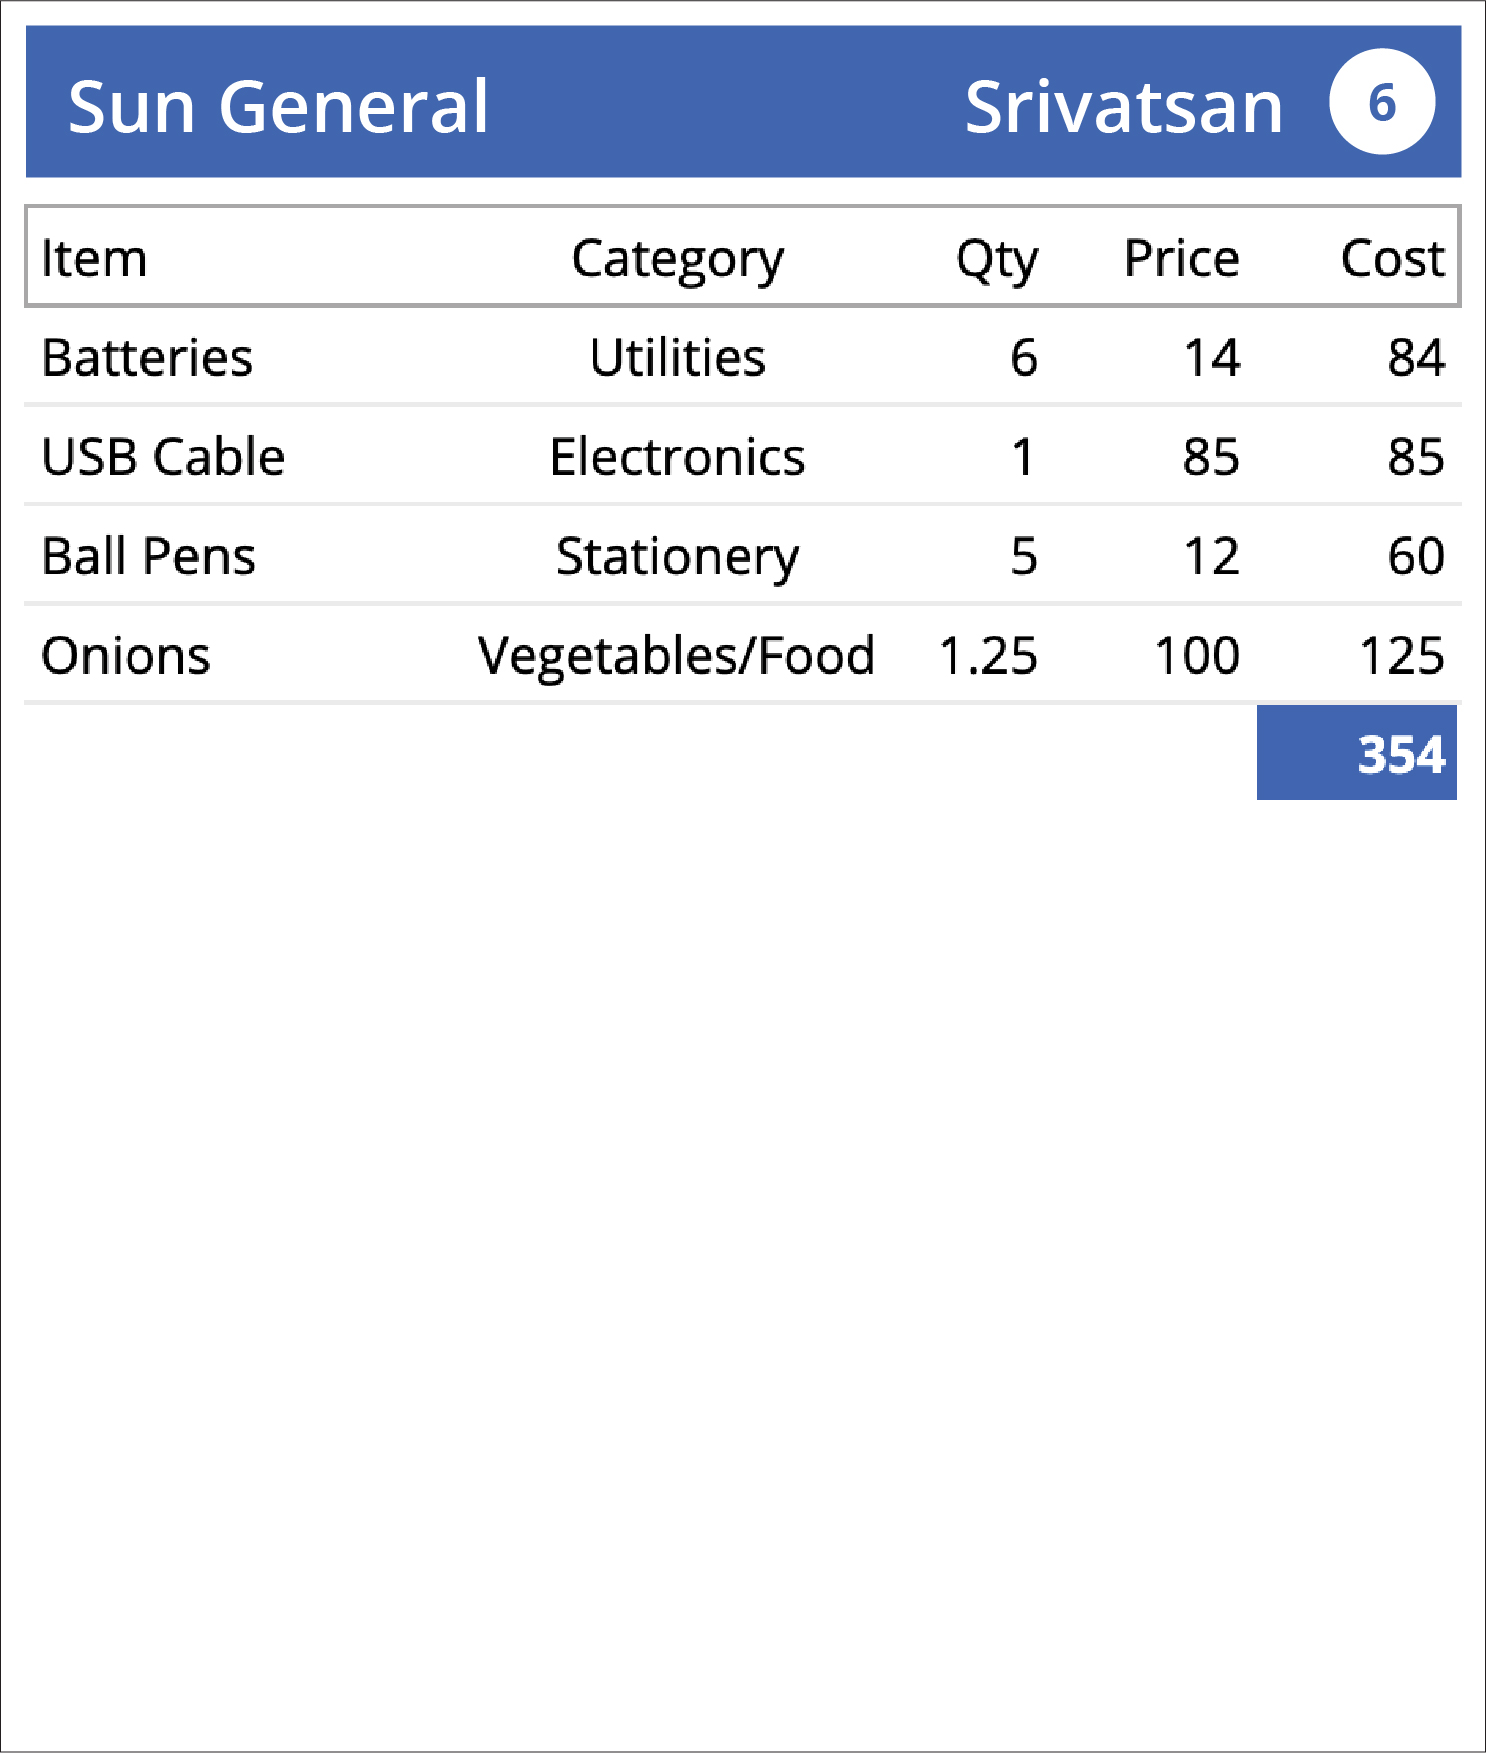 Sun General Srivatsan 6
Item Category Qty Price Cost
Batteries Utilities 6 14 84
USB Cable Electronics 1 85 85
Ball Pens Stationery 5 12 60
Onions Vegetables/Food 1.25 100 125
354